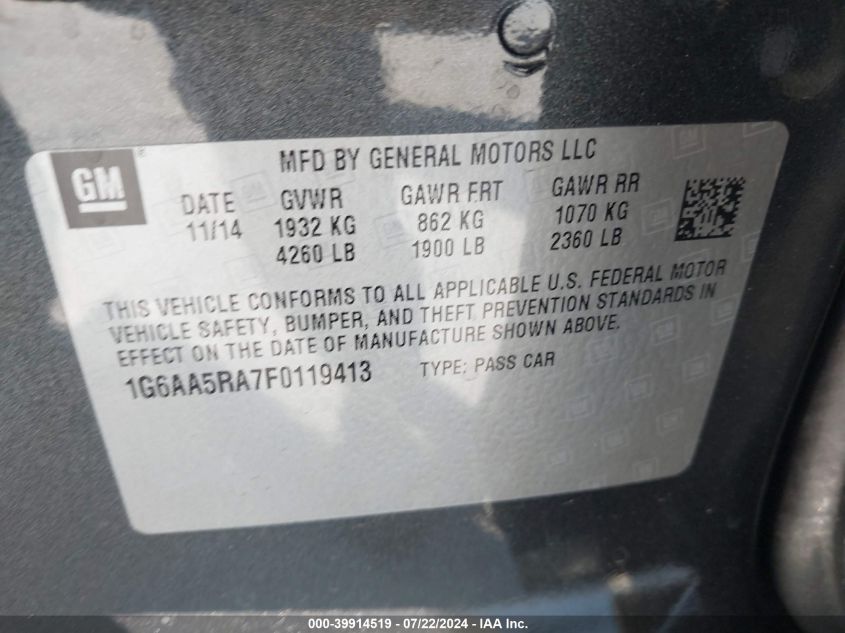 GM
MFD BY GENERAL MOTORS LLC
DATE GVWR GAWR FRT GAWR RR
11/14 1932 KG 862 KG 1070 KG
4260 LB 1900 LB 2360 LB
THIS VEHICLE CONFORMS TO ALL APPLICABLE U.S. FEDERAL MOTOR
VEHICLE SAFETY, BUMPER, AND THEFT PREVENTION STANDARDS IN
EFFECT ON THE DATE OF MANUFACTURE SHOWN ABOVE.
1G6AA5RA7F0119413 TYPE: PASS CAR
000-39914519 - 07/22/2024 - IAA Inc.